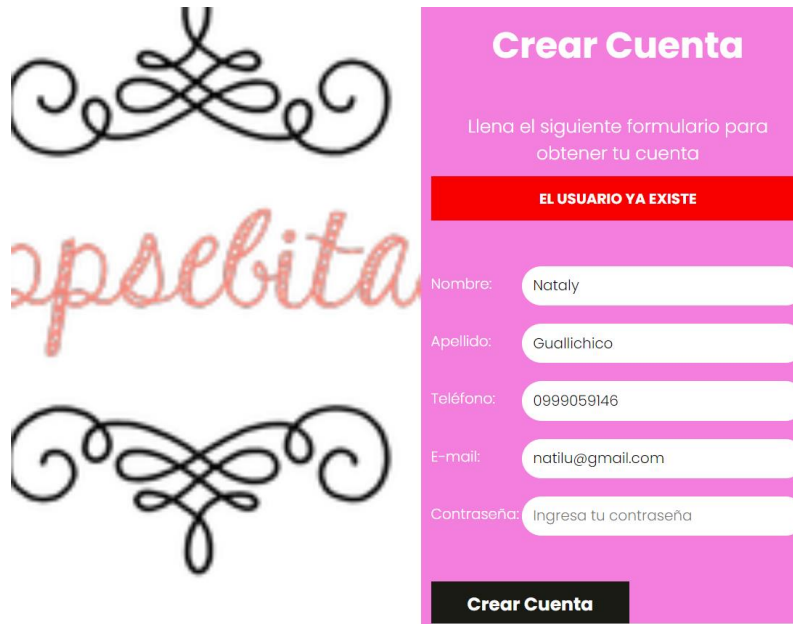 Crear Cuenta
Llena el siguiente formulario para
obtener tu cuenta
EL USUARIO YA EXISTE
Nombre: Nataly
Apellido: Guallichico
Teléfono: 0999059146
E-mail: natilu@gmail.com
Contraseña: Ingresa tu contraseña
Crear Cuenta